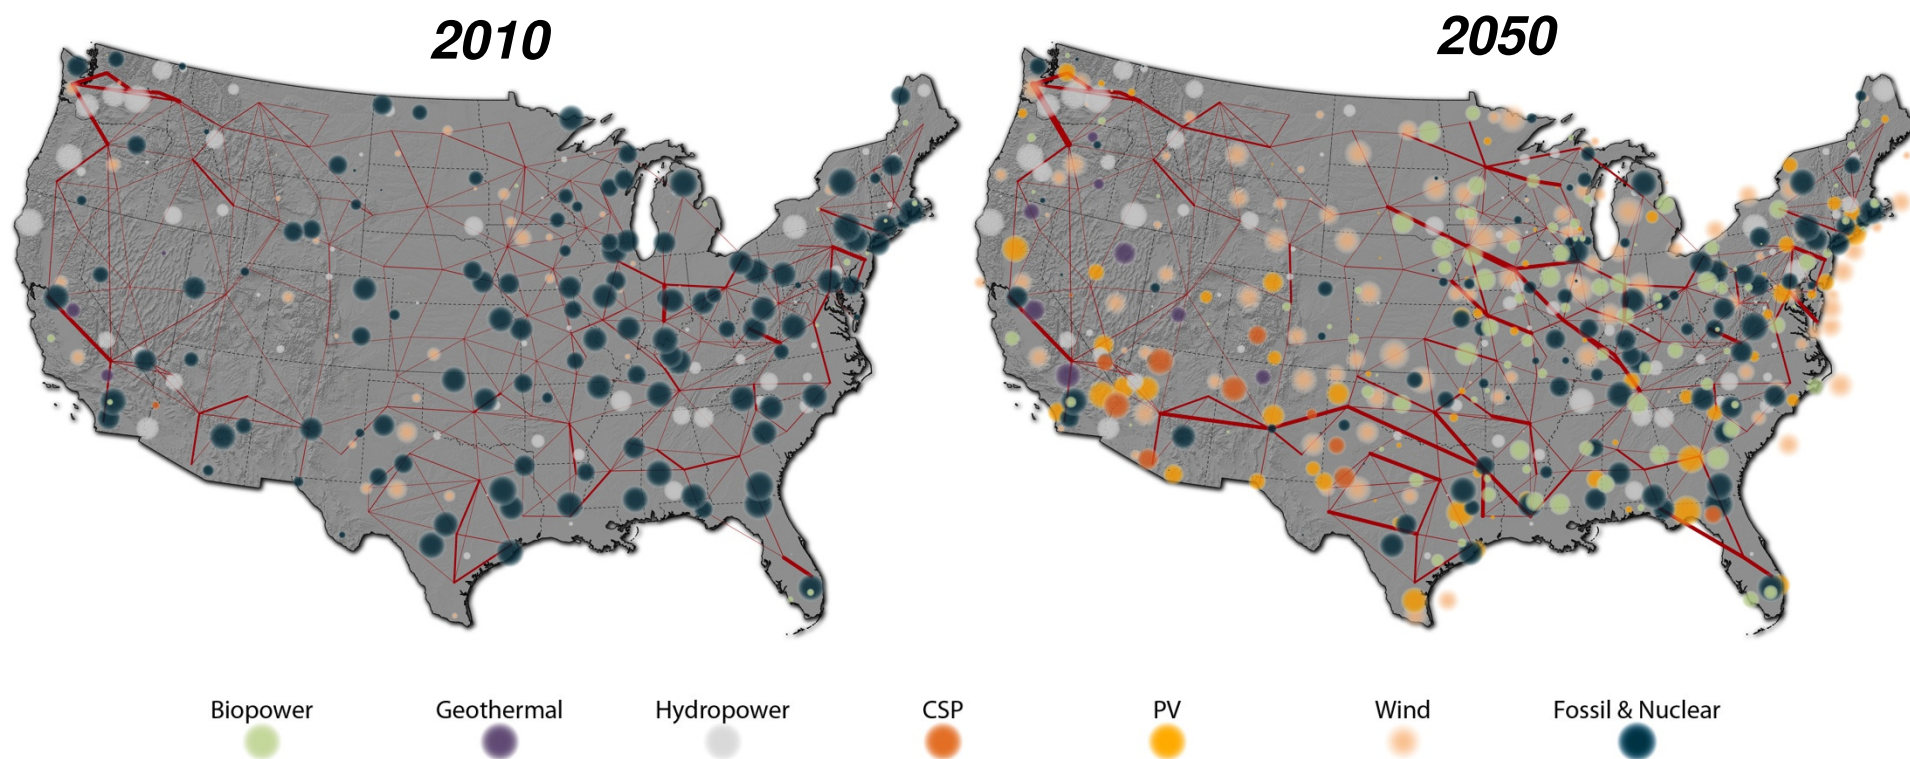 2010
2050
Biopower
Geothermal
Hydropower
CSP
PV
Wind
Fossil & Nuclear